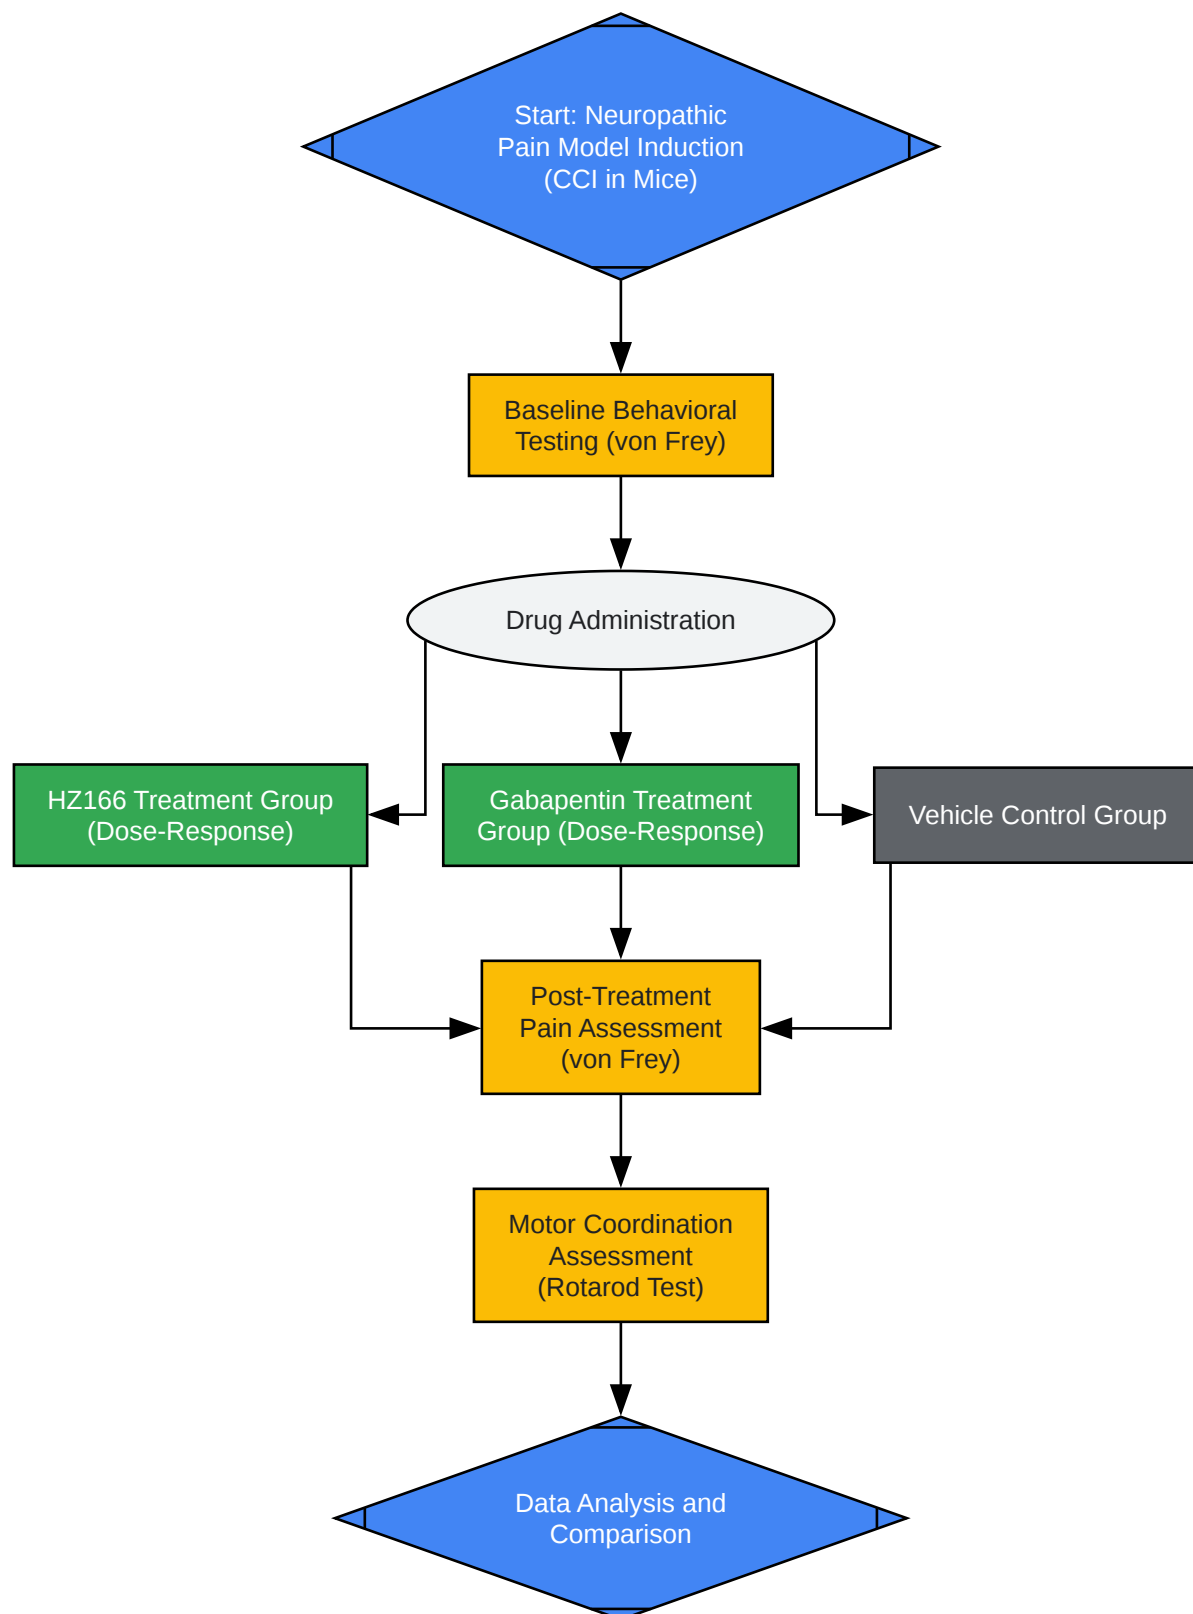 Start: Neuropathic
Pain Model Induction
(CCI in Mice)
Baseline Behavioral
Testing (von Frey)
Drug Administration
HZ166 Treatment Group
(Dose-Response)
Gabapentin Treatment
Group (Dose-Response)
Vehicle Control Group
Post-Treatment
Pain Assessment
(von Frey)
Motor Coordination
Assessment
(Rotarod Test)
Data Analysis and
Comparison